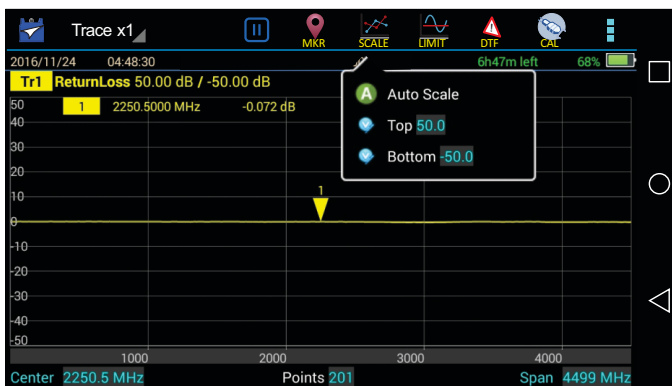 Trace x1
MKR SCALE LIMIT DTF CAL
2016/11/24 04:48:30 6h47m left 68%
Tr1 ReturnLoss 50.00 dB / -50.00 dB
A Auto Scale
Top 50.0
Bottom -50.0
1 2250.5000 MHz -0.072 dB
50
40
30
20
10
1
0
-10
-20
-30
-40
-50
1000 2000 3000 4000
Center 2250.5 MHz Points 201 Span 4499 MHz